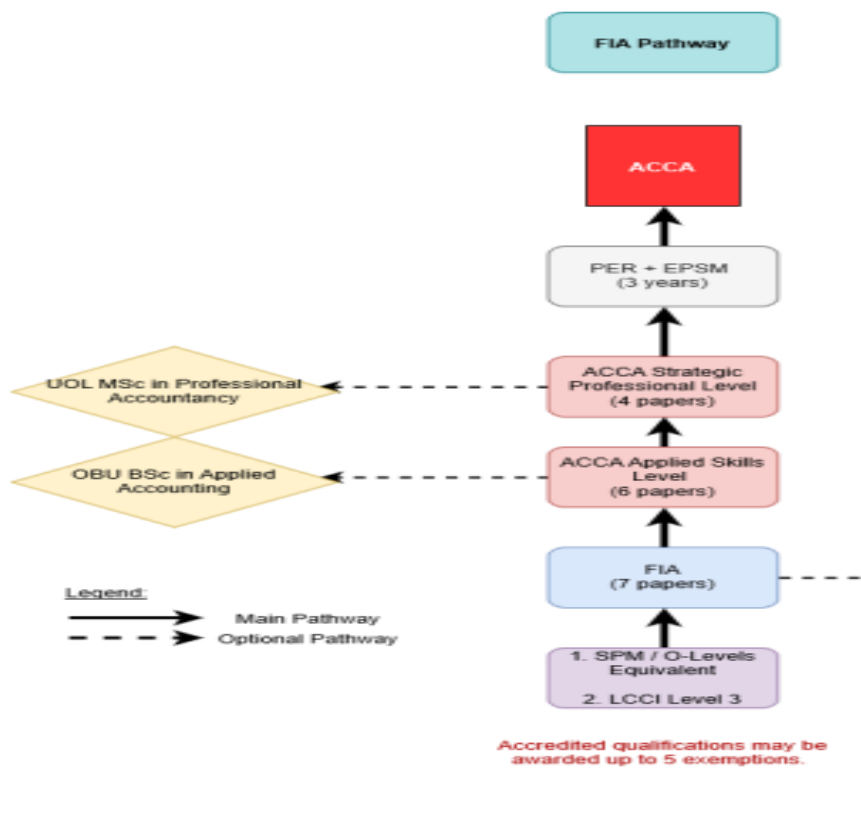 FIA Pathway
ACCA
PER + EPSM
(3 years)
UOL MSc in Professional
Accountancy
ACCA Strategic
Professional Level
(4 papers)
OBU BSc in Applied
Accounting
ACCA Applied Skills
Level
(6 papers)
FIA
(7 papers)
Legend:
Main Pathway
Optional Pathway
1. SPM / O-Levels
Equivalent
2. LCCI Level 3
Accredited qualifications may be
awarded up to 5 exemptions.